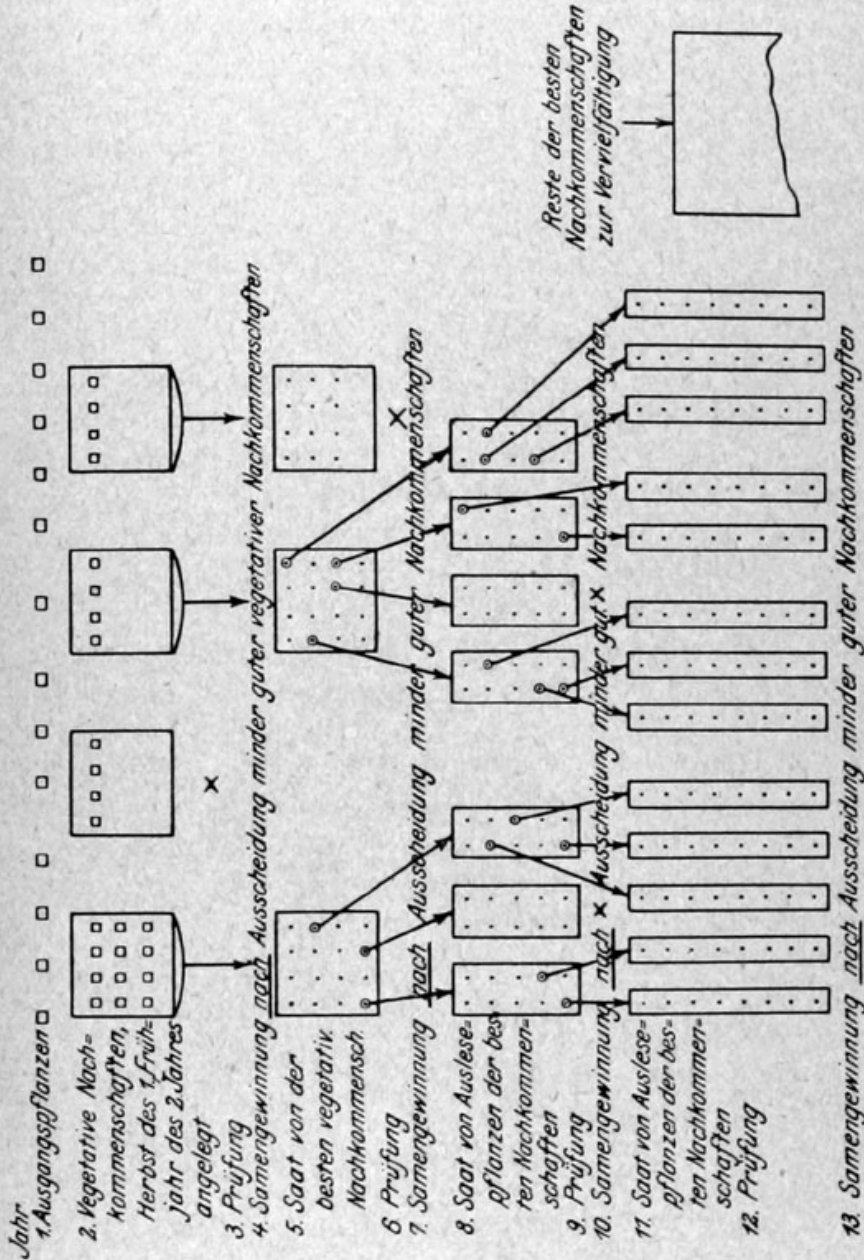 Jahr
1. Ausgangspflanzen
2. Vegetative Nach=
kommenschaften,
Herbst des 1., Früh=
jahr des 2. Jahres
angelegt
3. Prüfung
4. Samengewinnung nach Ausscheidung minder guter vegetativer Nachkommenschaften
5. Saat von der
besten vegetativ.
Nachkommensch.
6 Prüfung
7. Samengewinnung nach Ausscheidung minder guter Nachkommenschaften
8. Saat von Auslese=
pflanzen der bes=
ten Nachkommen=
schaften
9. Prüfung
10. Samengewinnung nach × Ausscheidung minder gut × Nachkommenschaften
11. Saat von Auslese=
pflanzen der bes=
ten Nachkommen=
schaften
12. Prüfung
13. Samengewinnung nach Ausscheidung minder guter Nachkommenschaften
Reste der besten
Nachkommenschaften
zur Vervielfältigung